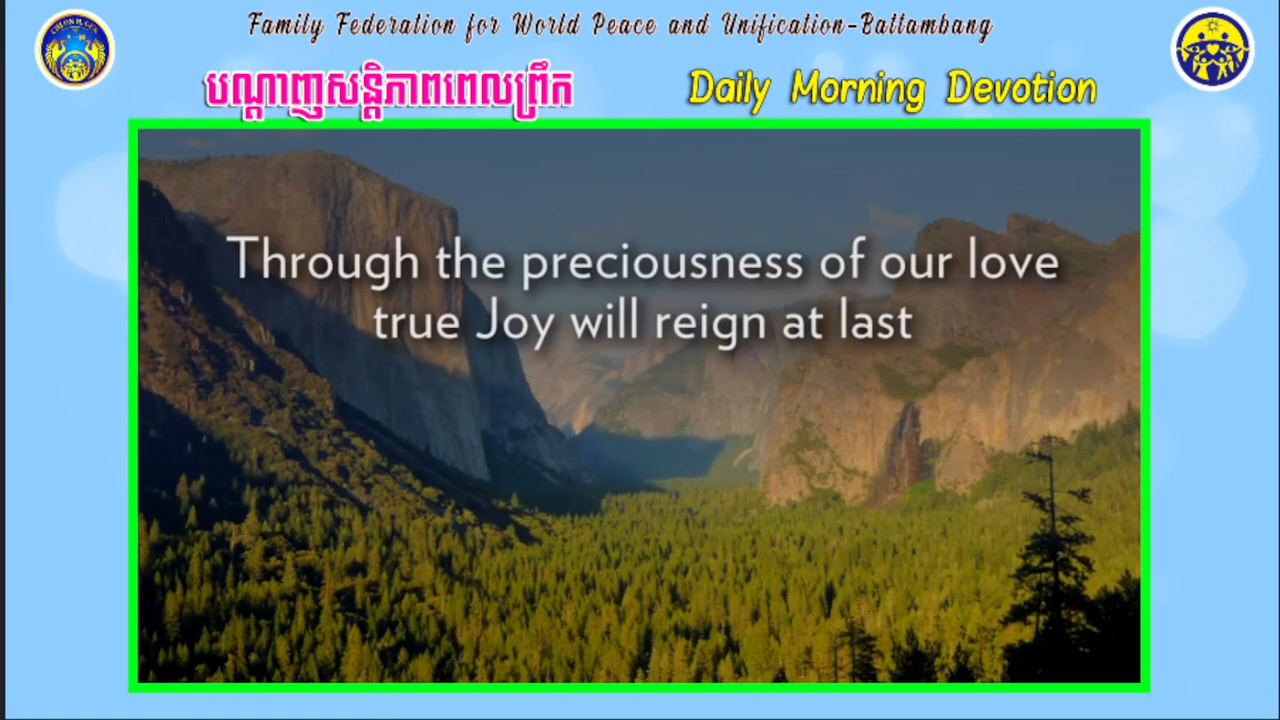 Family Federation for World Peace and Unification-Battambang
បណ្តាញសន្តិភាពពេលព្រឹក
Daily Morning Devotion
Through the preciousness of our love
true Joy will reign at last